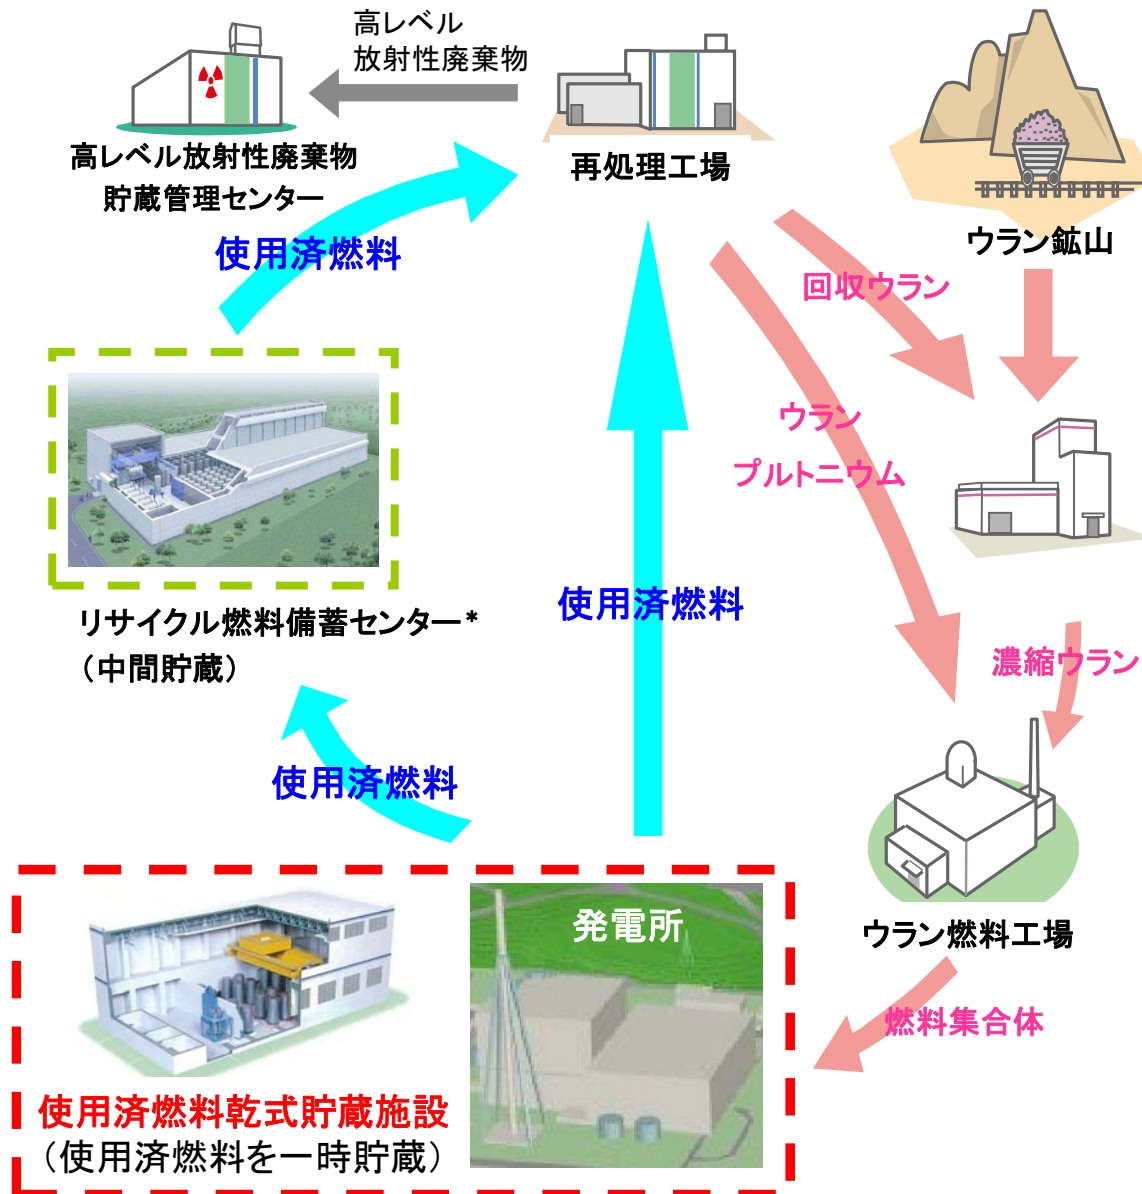 高レベル
放射性廃棄物
高レベル放射性廃棄物
貯蔵管理センター
再処理工場
ウラン鉱山
使用済燃料
回収ウラン
ウラン
プルトニウム
リサイクル燃料備蓄センター*
（中間貯蔵）
使用済燃料
濃縮ウラン
使用済燃料
発電所
ウラン燃料工場
燃料集合体
使用済燃料乾式貯蔵施設
（使用済燃料を一時貯蔵）